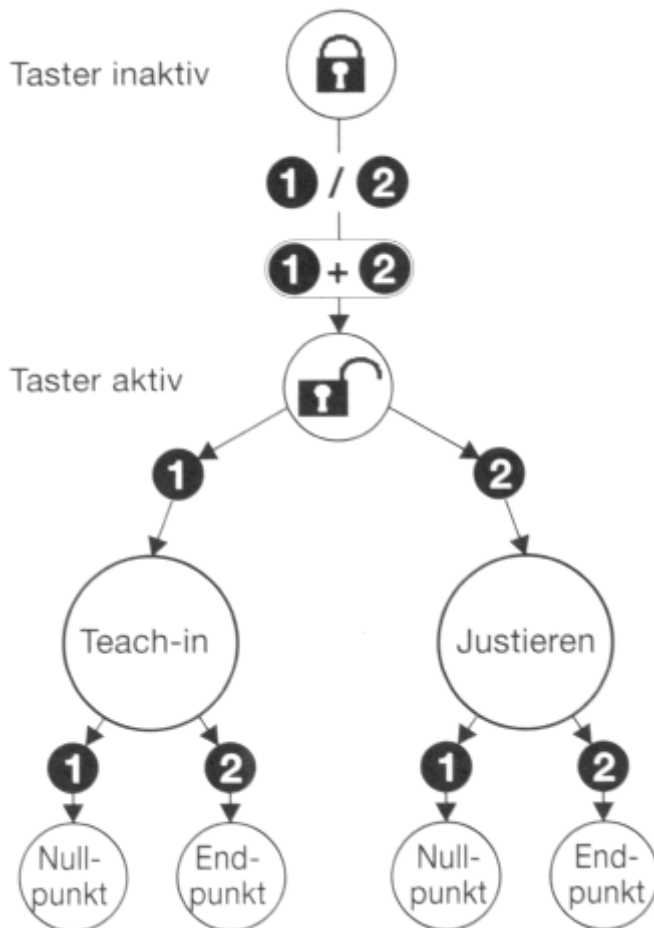 Taster inaktiv
1 / 2
1 + 2
Taster aktiv
1 2
Teach-in Justieren
1 2 1 2
Null-
punkt
End-
punkt
Null-
punkt
End-
punkt